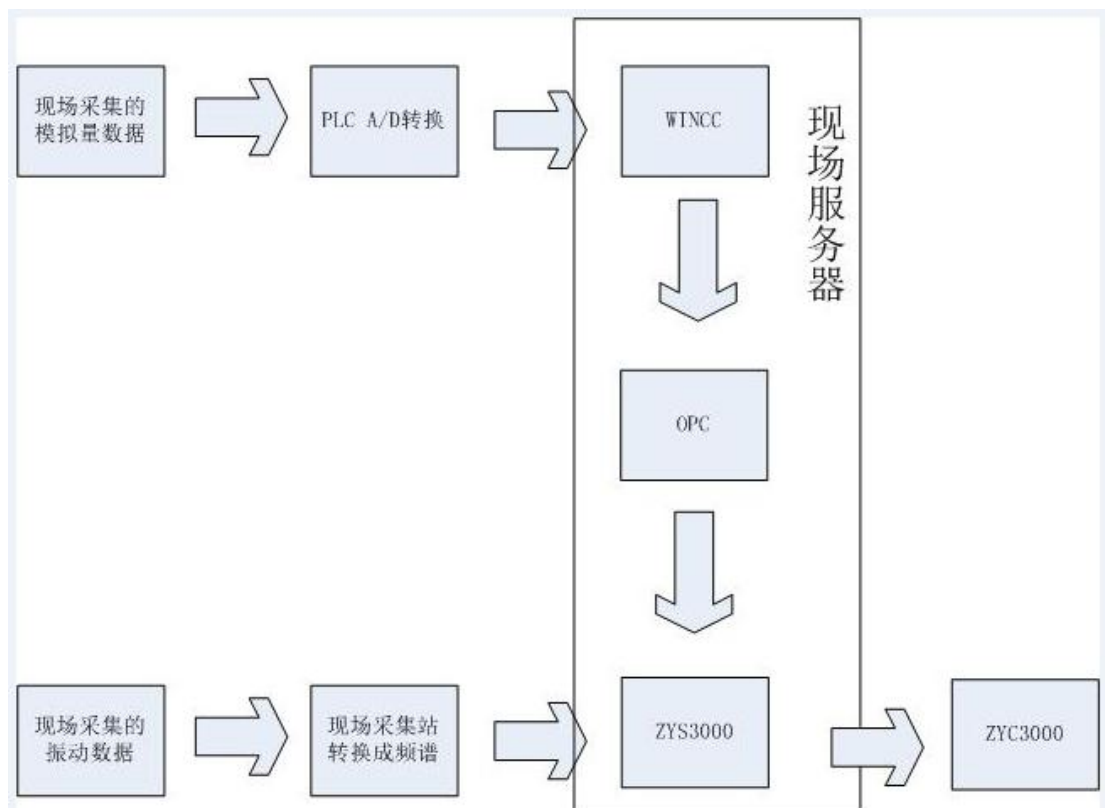 现场采集的
模拟量数据
PLC A/D转换
WINCC
现场服务器
OPC
现场采集的
振动数据
现场采集站
转换成频谱
ZYS3000
ZYC3000